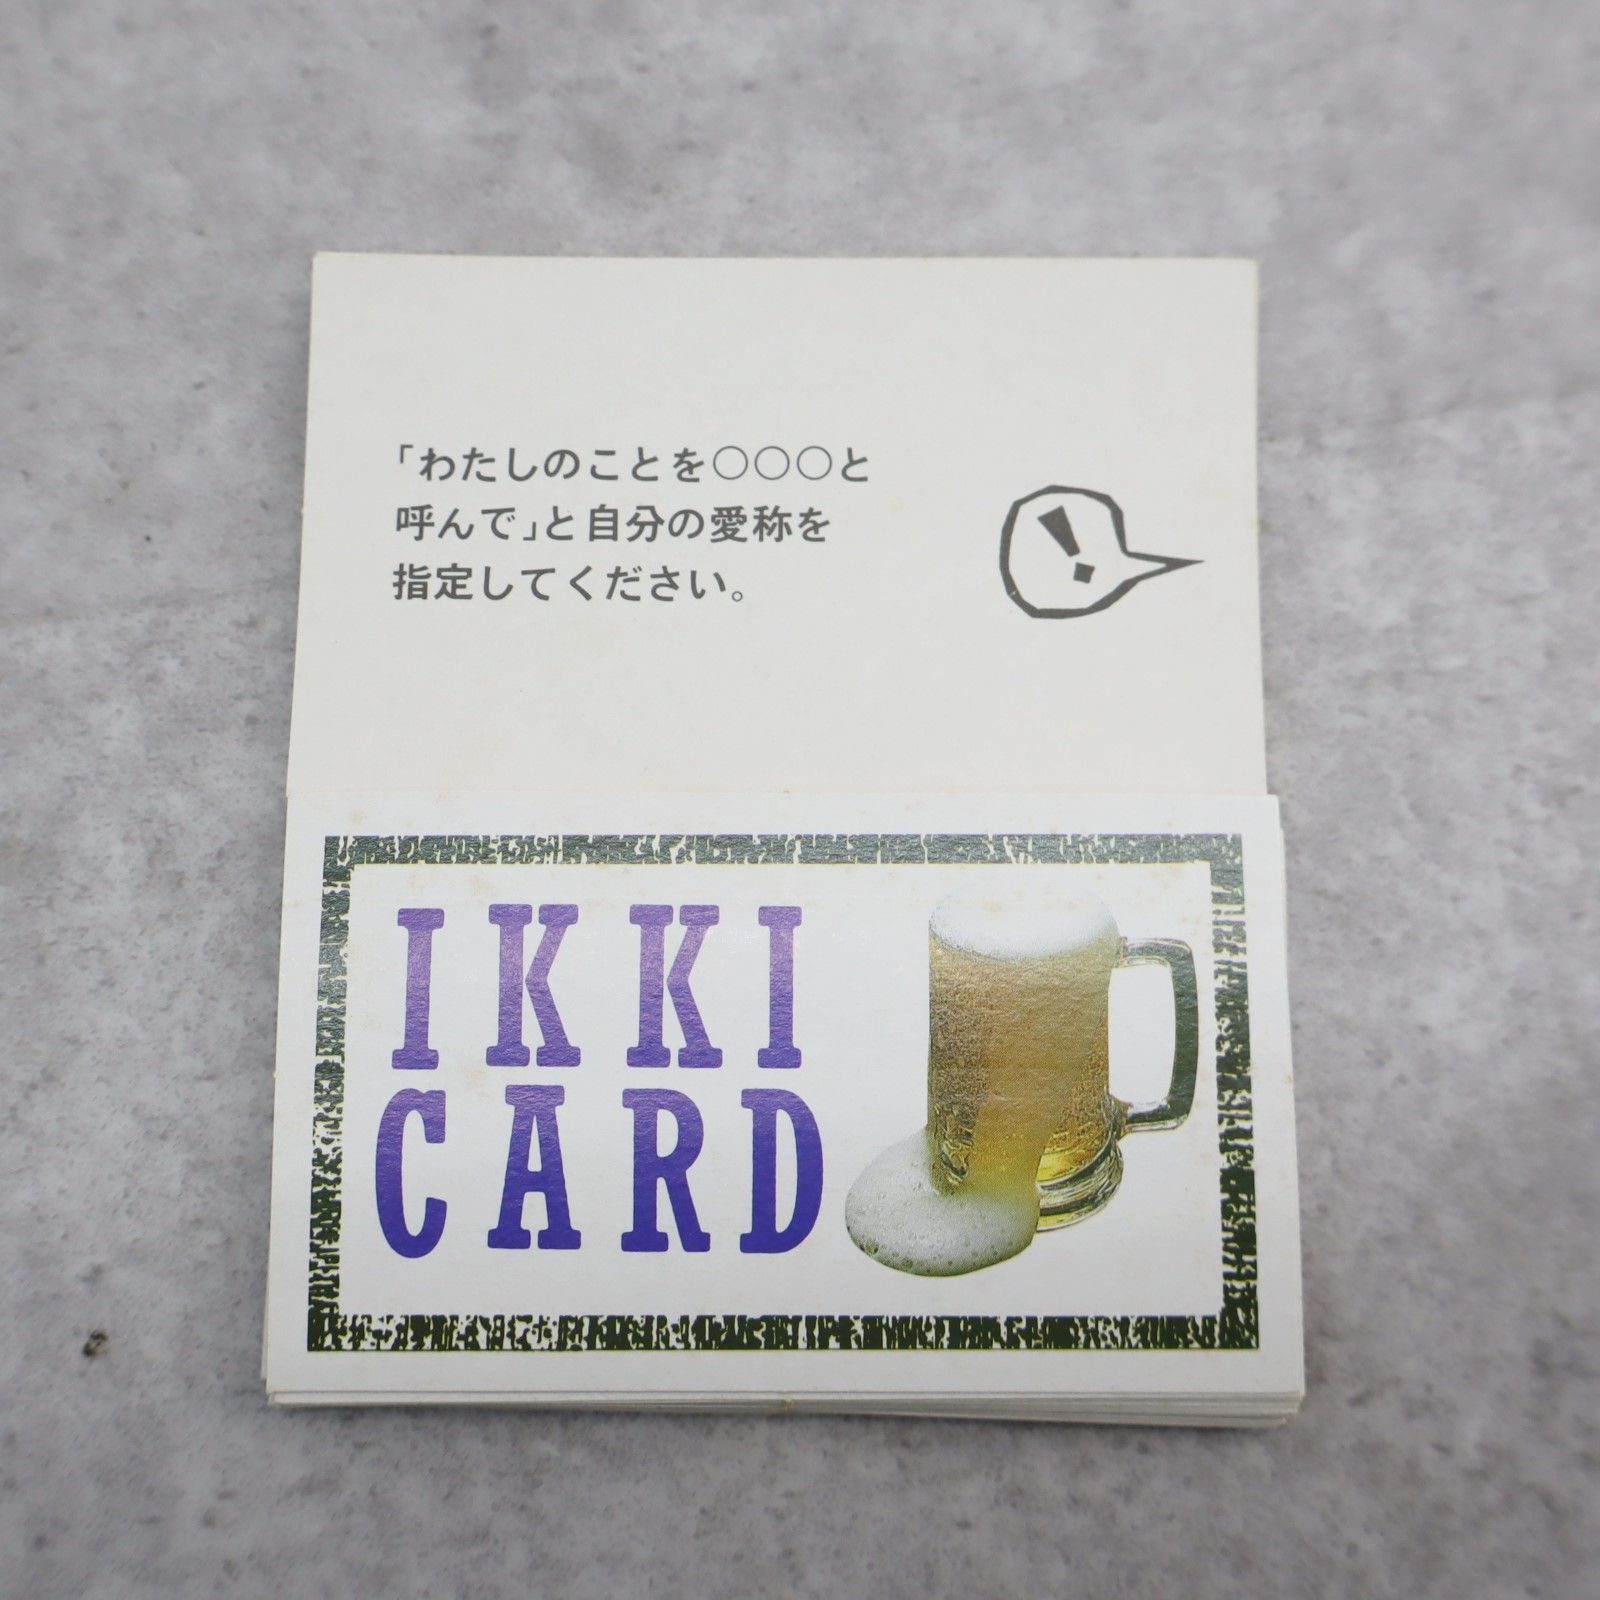 「わたしのことを○○○と
呼んで」と自分の愛称を
指定してください。
!
IKKI
CARD